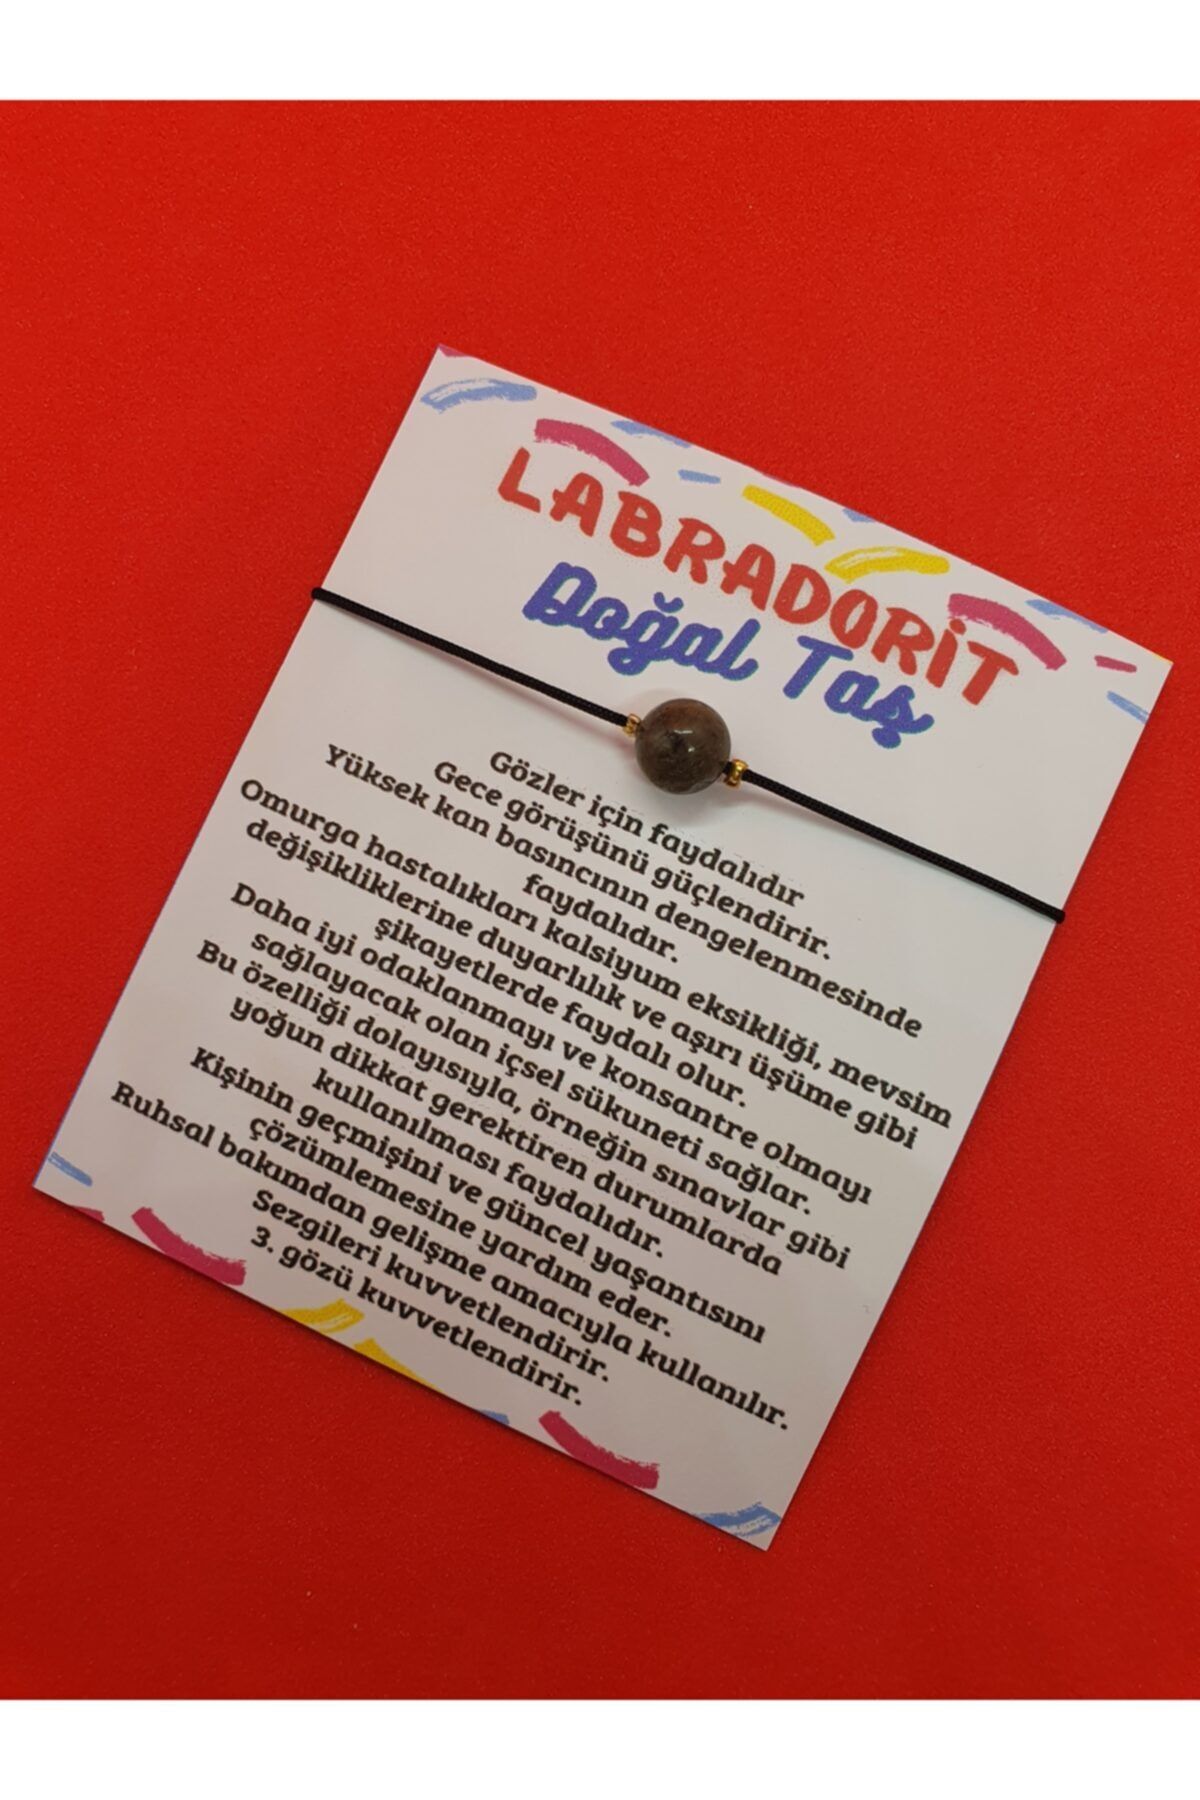 LABRADORİT
Doğal Taş
Gözler için faydalıdır
Gece görüşünü güçlendirir.
Yüksek kan basıncının dengelenmesinde
faydalıdır.
Omurga hastalıkları kalsiyum eksikliği, mevsim
değişikliklerine duyarlılık ve aşırı üşüme gibi
şikayetlerde faydalı olur.
Daha iyi odaklanmayı ve konsantre olmayı
sağlayacak olan içsel sükuneti sağlar.
Bu özelliği dolayısıyla, örneğin sınavlar gibi
yoğun dikkat gerektiren durumlarda
kullanılması faydalıdır.
Kişinin geçmişini ve güncel yaşantısını
çözümlemesine yardım eder.
Ruhsal bakımdan gelişme amacıyla kullanılır.
Sezgileri kuvvetlendirir.
3. gözü kuvvetlendirir.